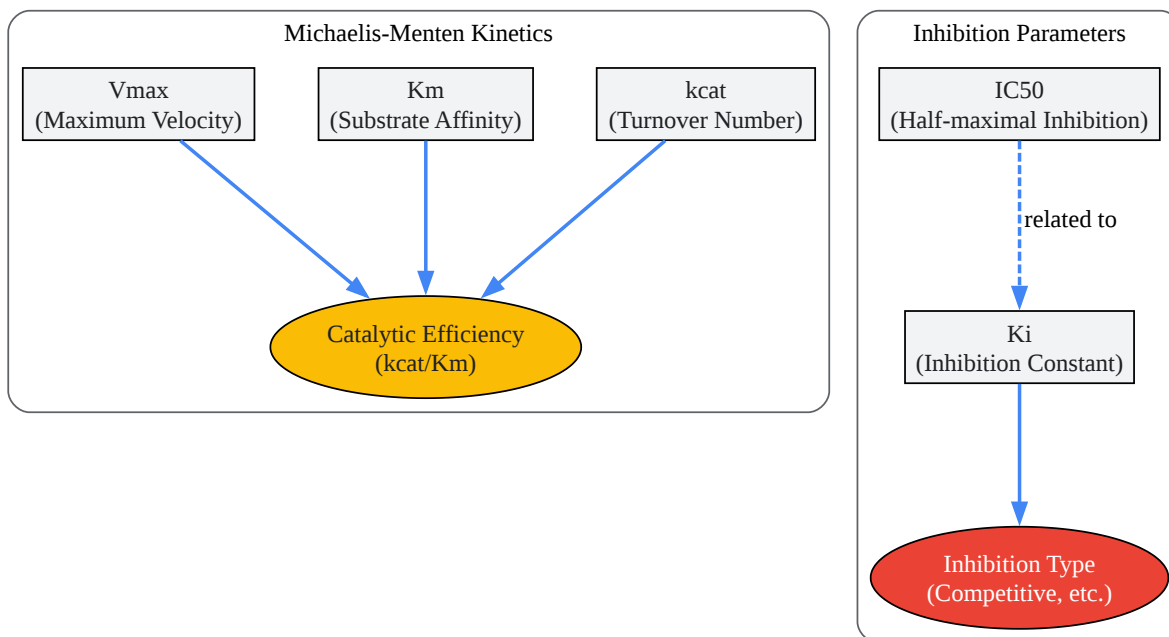 Michaelis-Menten Kinetics
Vmax
(Maximum Velocity)
Km
(Substrate Affinity)
kcat
(Turnover Number)
Catalytic Efficiency
(kcat/Km)
Inhibition Parameters
IC50
(Half-maximal Inhibition)
related to
Ki
(Inhibition Constant)
Inhibition Type
(Competitive, etc.)